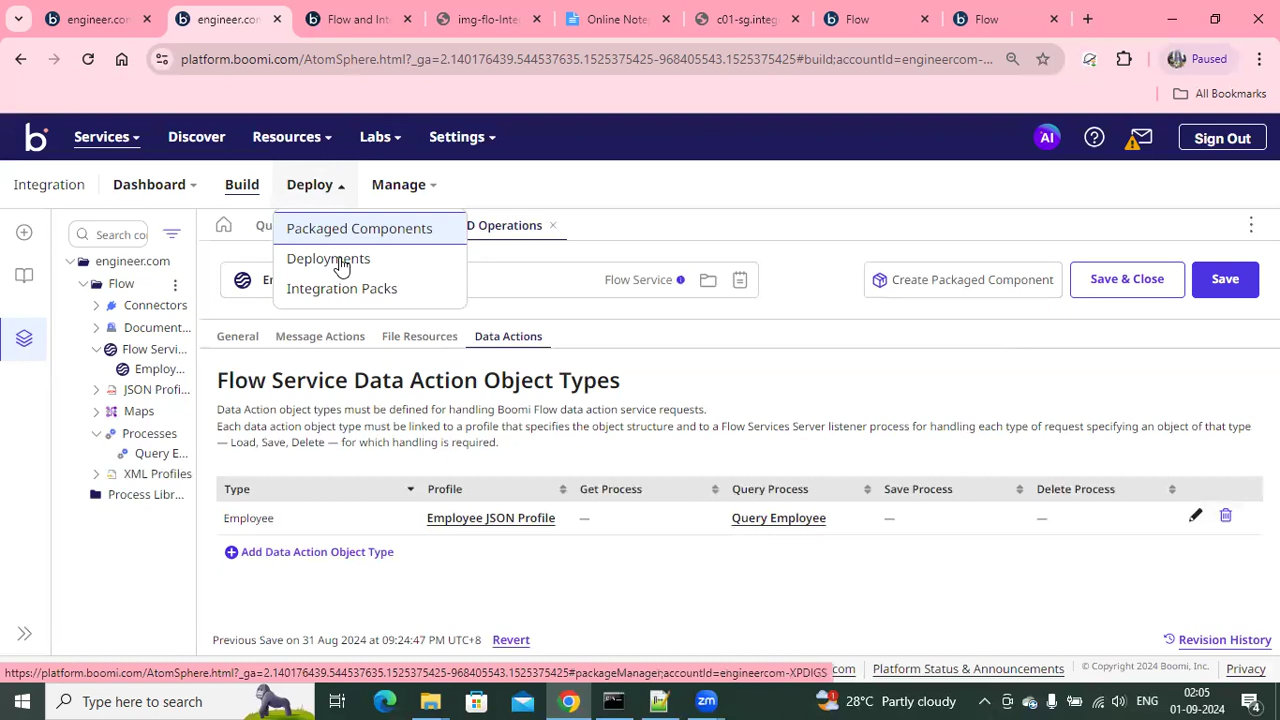 engineer.con
engineer.con
Flow and Int
img-flo-Inte
Online Note
c01-sg.integ
Flow
Flow
platform.boomi.com/AtomSphere.html?_ga=2.140176439.544537635.1525375425-968405543.1525375425#build;accountId=engineercom-...
Paused
All Bookmarks
b
Services
Discover
Resources
Labs
Settings
AI
Sign Out
Integration
Dashboard
Build
Deploy
Manage
Packaged Components
Deployments
Integration Packs
Search co
Qu
D Operations
engineer.com
Flow
Connectors
Document...
Flow Servi...
Employ...
JSON Profi...
Maps
Processes
Query E...
XML Profiles
Process Libr...
En
Flow Service
Create Packaged Component
Save & Close
Save
General
Message Actions
File Resources
Data Actions
Flow Service Data Action Object Types
Data Action object types must be defined for handling Boomi Flow data action service requests.
Each data action object type must be linked to a profile that specifies the object structure and to a Flow Services Server listener process for handling each type of request specifying an object of that type
— Load, Save, Delete — for which handling is required.
Type
Profile
Get Process
Query Process
Save Process
Delete Process
Employee
Employee JSON Profile
—
Query Employee
—
—
Add Data Action Object Type
Previous Save on 31 Aug 2024 at 09:24:47 PM UTC+8
Revert
Revision History
https://platform.boomi.com/AtomSphere.html?_ga=2.140176439.544537635.1525375425-968405543.1525375425#packageManager;accountId=engineercom-XPDIGS
com
Platform Status & Announcements
© Copyright 2024 Boomi, Inc.
Privacy
Type here to search
zm
28°C Partly cloudy
ENG
02:05
01-09-2024
4